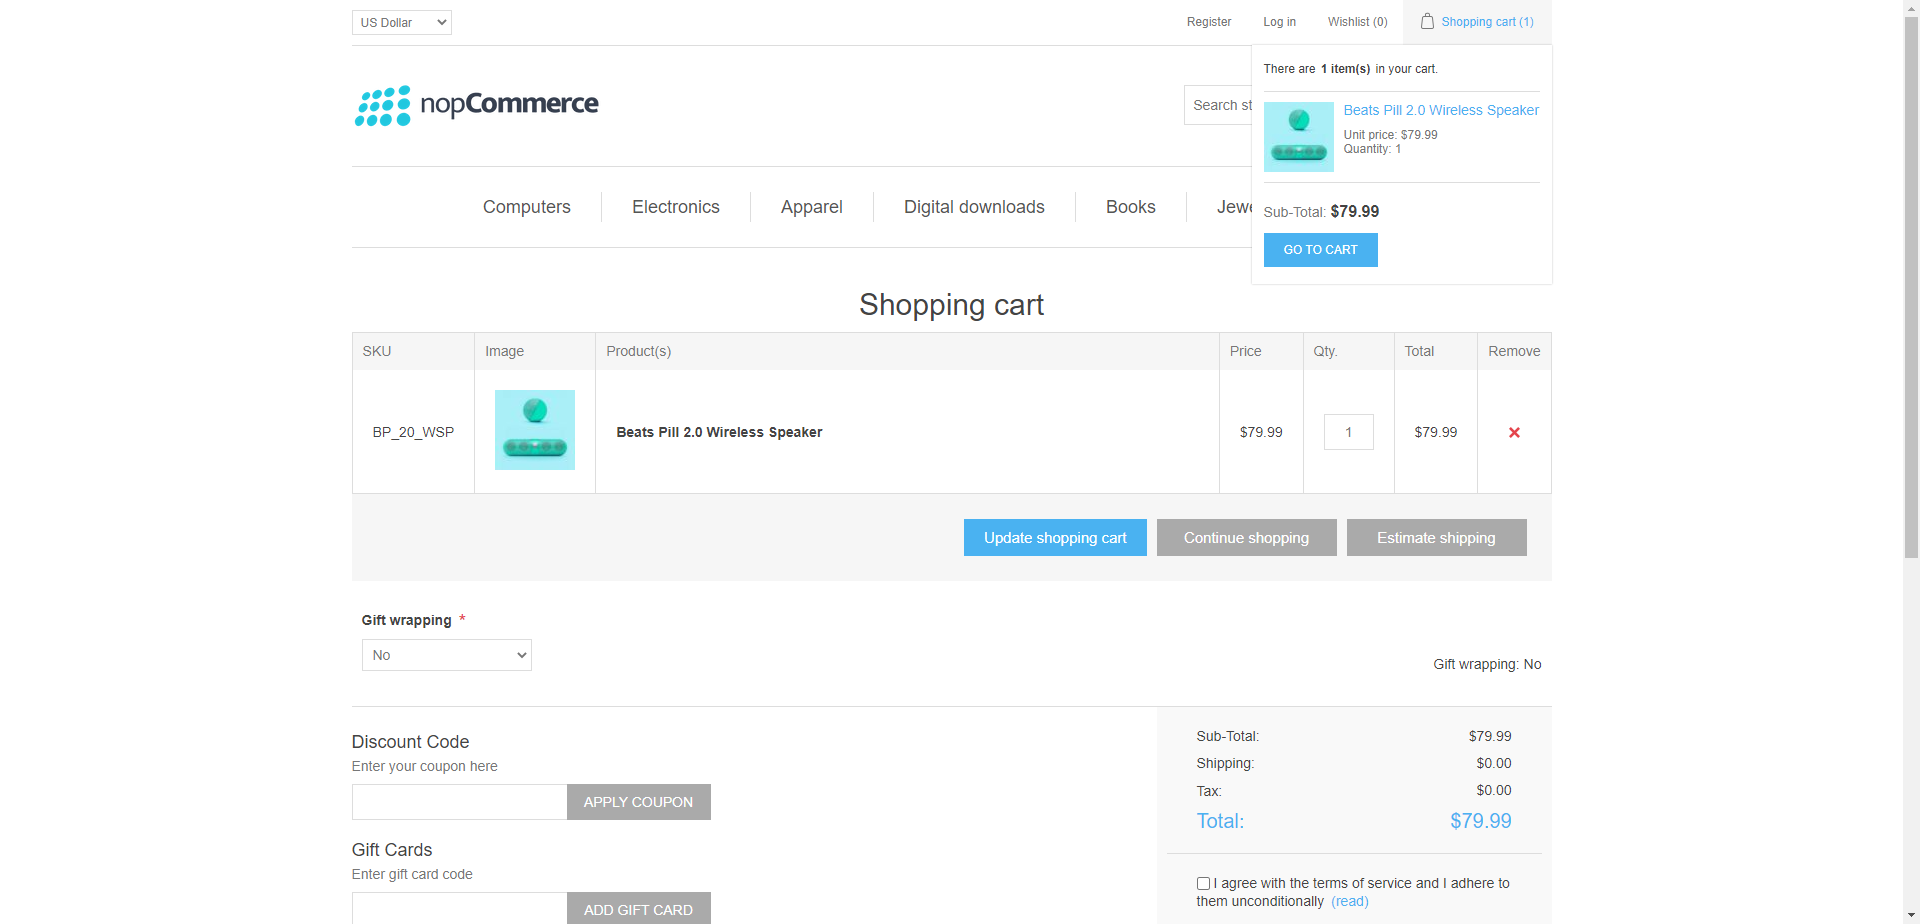 US Dollar
Register
Log in
Wishlist (0)
Shopping cart (1)
There are 1 item(s) in your cart.
Beats Pill 2.0 Wireless Speaker
Unit price: $79.99
Quantity: 1
Sub-Total: $79.99
GO TO CART
nopCommerce
Search st
Computers
Electronics
Apparel
Digital downloads
Books
Jewe
Shopping cart
SKU
Image
Product(s)
Price
Qty.
Total
Remove
BP_20_WSP
Beats Pill 2.0 Wireless Speaker
$79.99
1
$79.99
Update shopping cart
Continue shopping
Estimate shipping
Gift wrapping *
No
Gift wrapping: No
Discount Code
Enter your coupon here
APPLY COUPON
Gift Cards
Enter gift card code
ADD GIFT CARD
Sub-Total: $79.99
Shipping: $0.00
Tax: $0.00
Total: $79.99
I agree with the terms of service and I adhere to
them unconditionally (read)